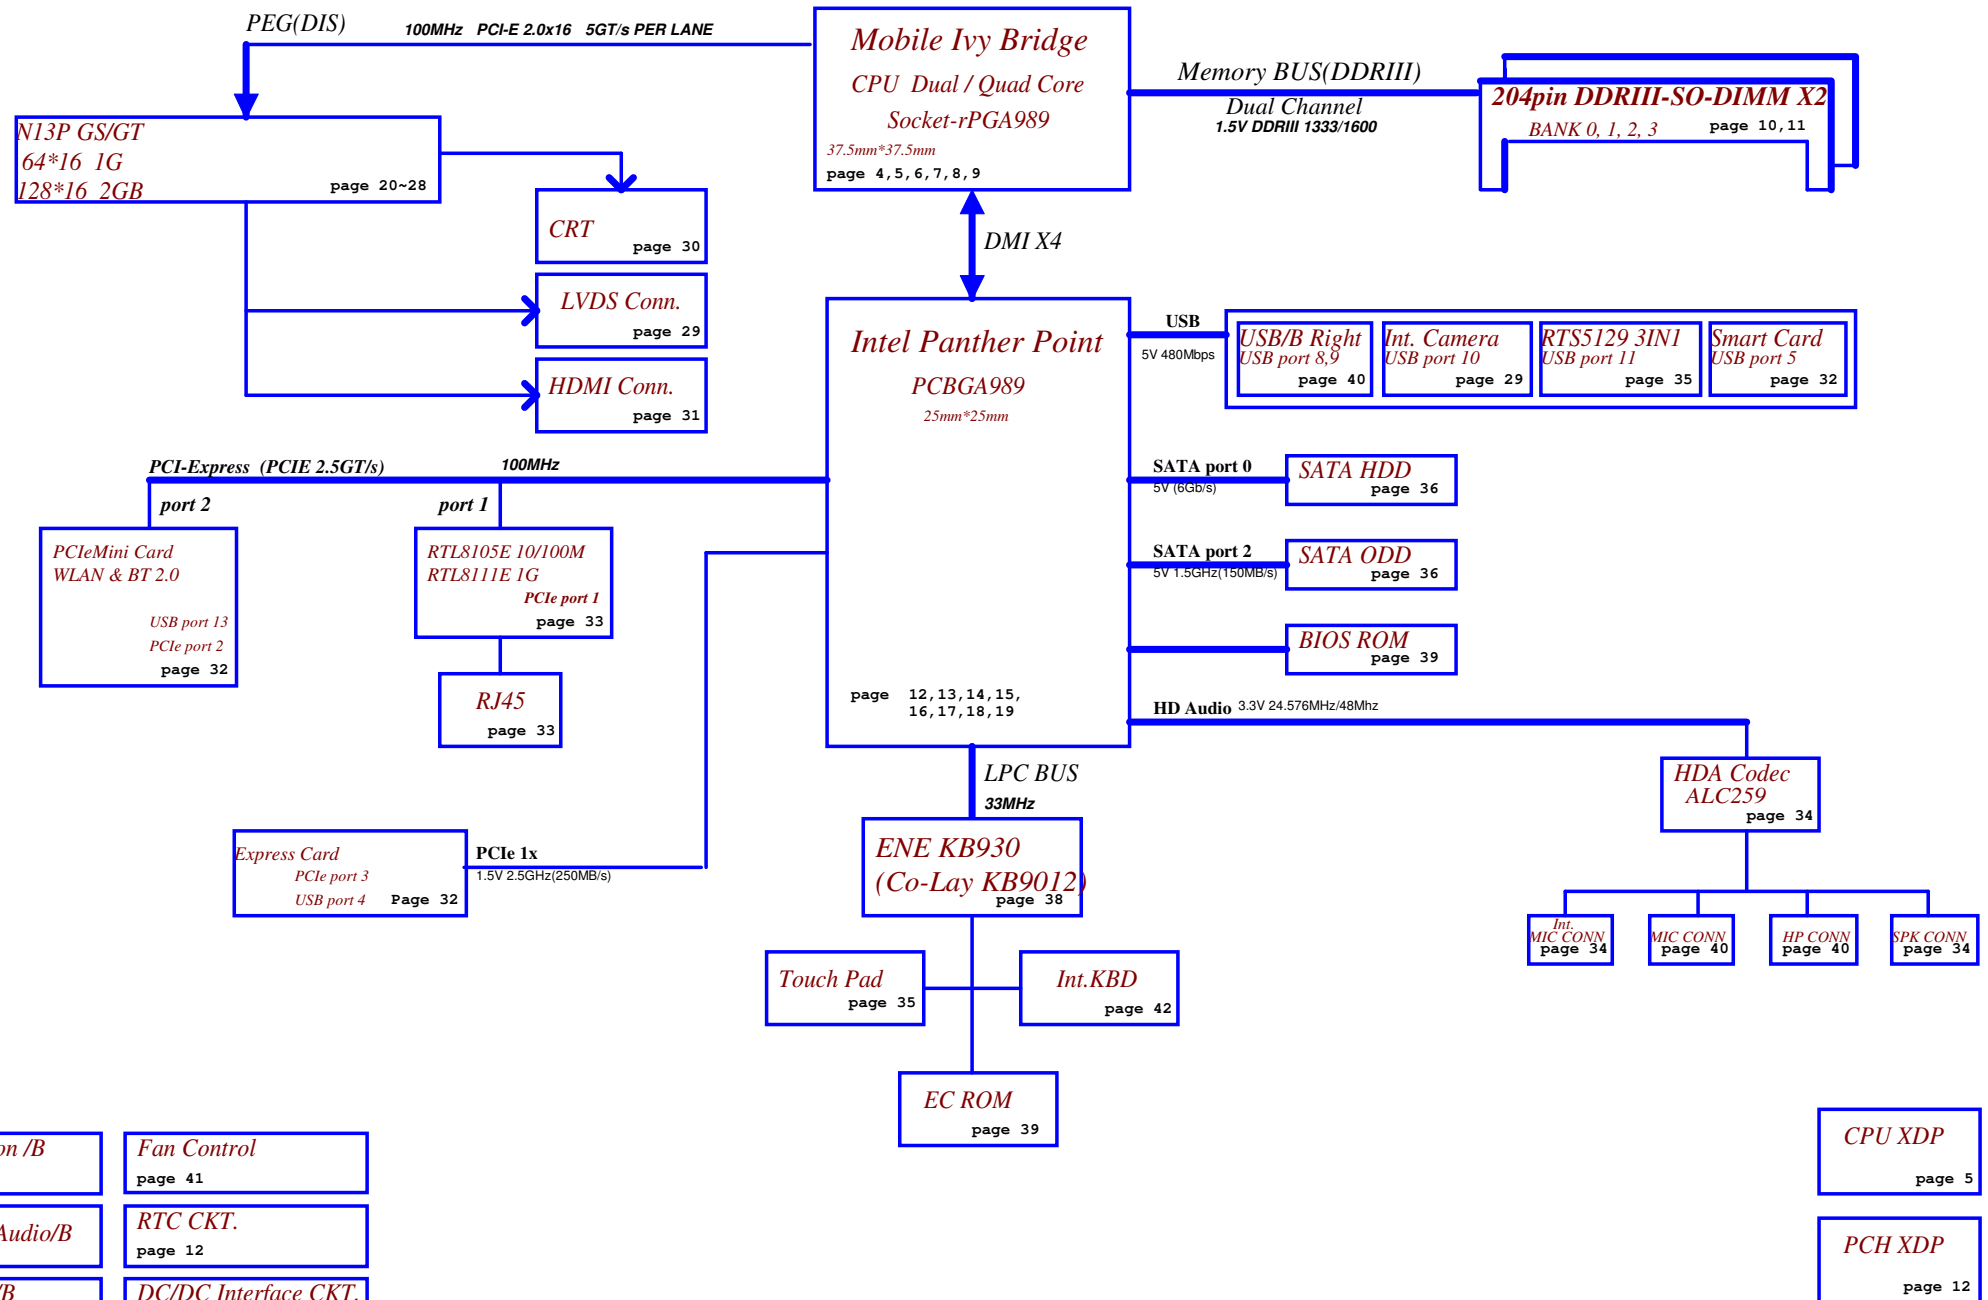 PEG(DIS)
100MHz PCI-E 2.0x16 5GT/s PER LANE
Mobile Ivy Bridge
CPU Dual / Quad Core
Socket-rPGA989
37.5mm*37.5mm
page 4,5,6,7,8,9
Memory BUS(DDRIII)
Dual Channel
1.5V DDRIII 1333/1600
204pin DDRIII-SO-DIMM X2
BANK 0, 1, 2, 3 page 10,11
N13P GS/GT
64*16 1G
128*16 2GB
page 20~28
CRT
page 30
LVDS Conn.
page 29
HDMI Conn.
page 31
DMI X4
Intel Panther Point
PCBGA989
25mm*25mm
page 12,13,14,15,
16,17,18,19
USB
5V 480Mbps
USB/B Right
USB port 8,9
page 40
Int. Camera
USB port 10
page 29
RTS5129 3IN1
USB port 11
page 35
Smart Card
USB port 5
page 32
PCI-Express (PCIE 2.5GT/s)
100MHz
port 2
port 1
PCIeMini Card
WLAN & BT 2.0
USB port 13
PCIe port 2
page 32
RTL8105E 10/100M
RTL8111E 1G
PCIe port 1
page 33
RJ45
page 33
SATA port 0
5V (6Gb/s)
SATA HDD
page 36
SATA port 2
5V 1.5GHz(150MB/s)
SATA ODD
page 36
BIOS ROM
page 39
HD Audio 3.3V 24.576MHz/48Mhz
HDA Codec
ALC259
page 34
Int.
MIC CONN
page 34
MIC CONN
page 40
HP CONN
page 40
SPK CONN
page 34
LPC BUS
33MHz
ENE KB930
(Co-Lay KB9012)
page 38
Express Card
PCIe port 3
USB port 4 Page 32
PCIe 1x
1.5V 2.5GHz(250MB/s)
Touch Pad
page 35
Int.KBD
page 42
EC ROM
page 39
on /B
Fan Control
page 41
Audio/B
RTC CKT.
page 12
/B
DC/DC Interface CKT.
CPU XDP
page 5
PCH XDP
page 12